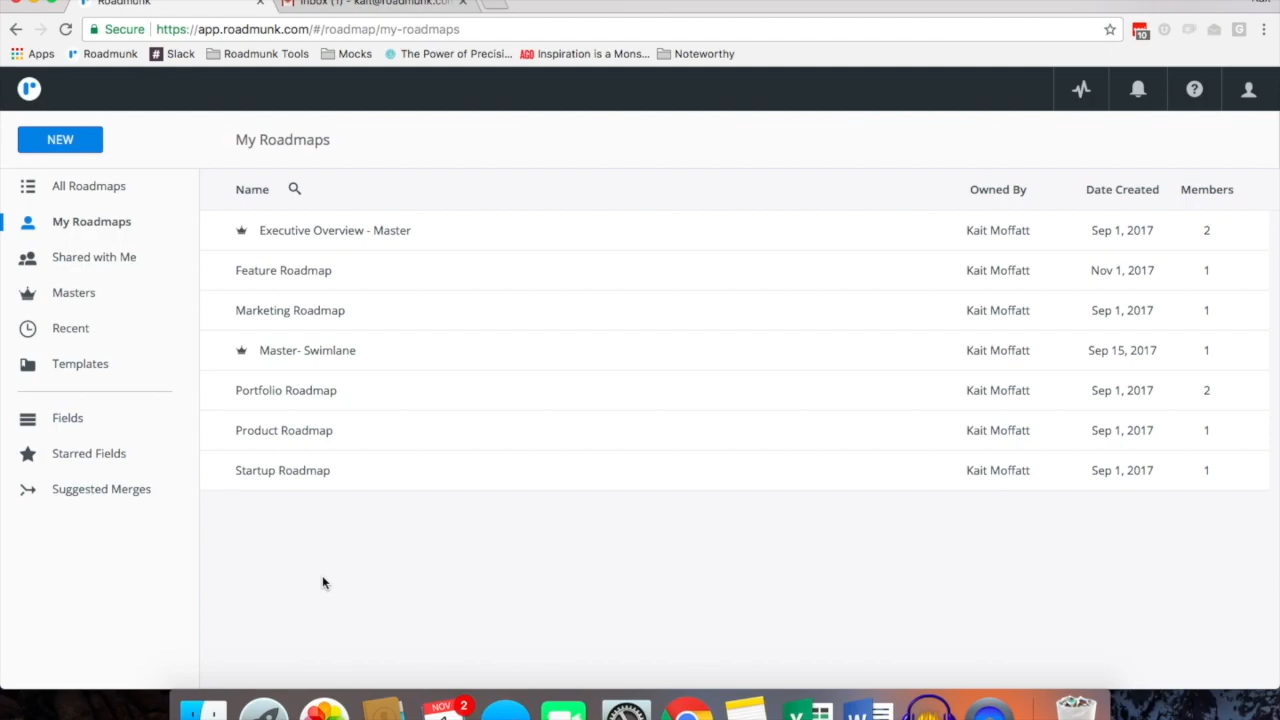 Roadmunk
Inbox (1) - kait@roadmunk.com
Kait
Secure https://app.roadmunk.com/#/roadmap/my-roadmaps
10
G
Apps Roadmunk # Slack Roadmunk Tools Mocks The Power of Precisi... AGO Inspiration is a Mons... Noteworthy
r
?
NEW
My Roadmaps
All Roadmaps
My Roadmaps
Shared with Me
Masters
Recent
Templates
Fields
Starred Fields
Suggested Merges
Name Owned By Date Created Members
Executive Overview - Master Kait Moffatt Sep 1, 2017 2
Feature Roadmap Kait Moffatt Nov 1, 2017 1
Marketing Roadmap Kait Moffatt Sep 1, 2017 1
Master- Swimlane Kait Moffatt Sep 15, 2017 1
Portfolio Roadmap Kait Moffatt Sep 1, 2017 2
Product Roadmap Kait Moffatt Sep 1, 2017 1
Startup Roadmap Kait Moffatt Sep 1, 2017 1
NOV 2
X W